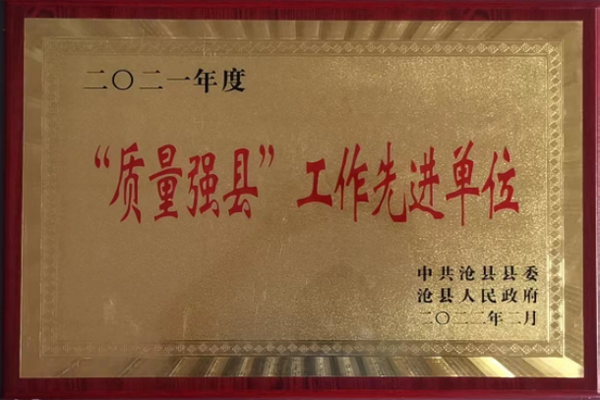 二〇二一年度
“质量强县”工作先进单位
中共沧县县委
沧县人民政府
二〇二二年二月